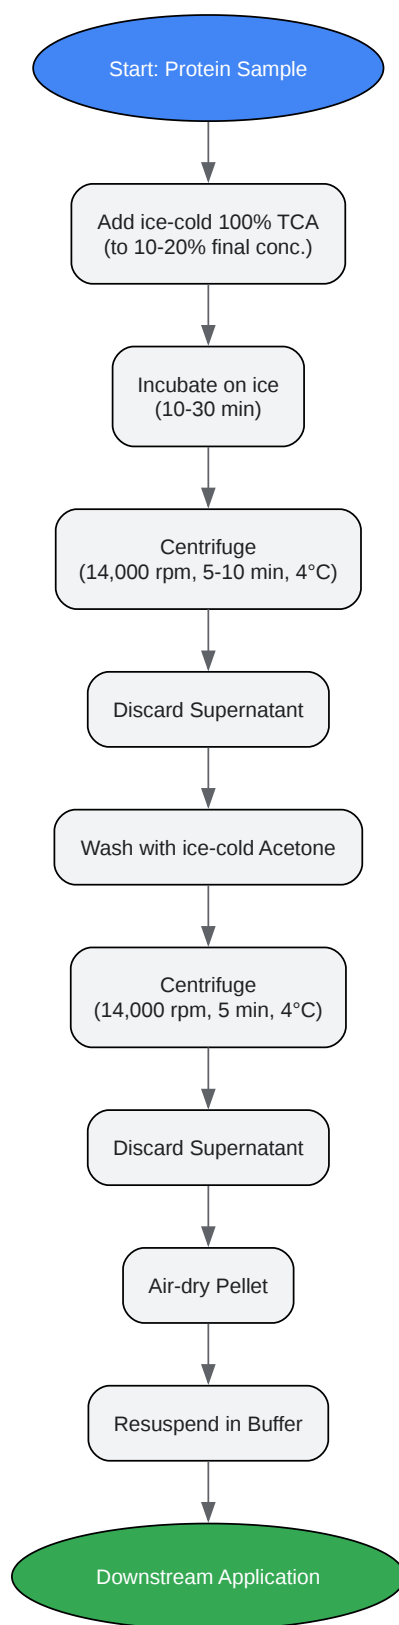 Start: Protein Sample
Add ice-cold 100% TCA
(to 10-20% final conc.)
Incubate on ice
(10-30 min)
Centrifuge
(14,000 rpm, 5-10 min, 4°C)
Discard Supernatant
Wash with ice-cold Acetone
Centrifuge
(14,000 rpm, 5 min, 4°C)
Discard Supernatant
Air-dry Pellet
Resuspend in Buffer
Downstream Application